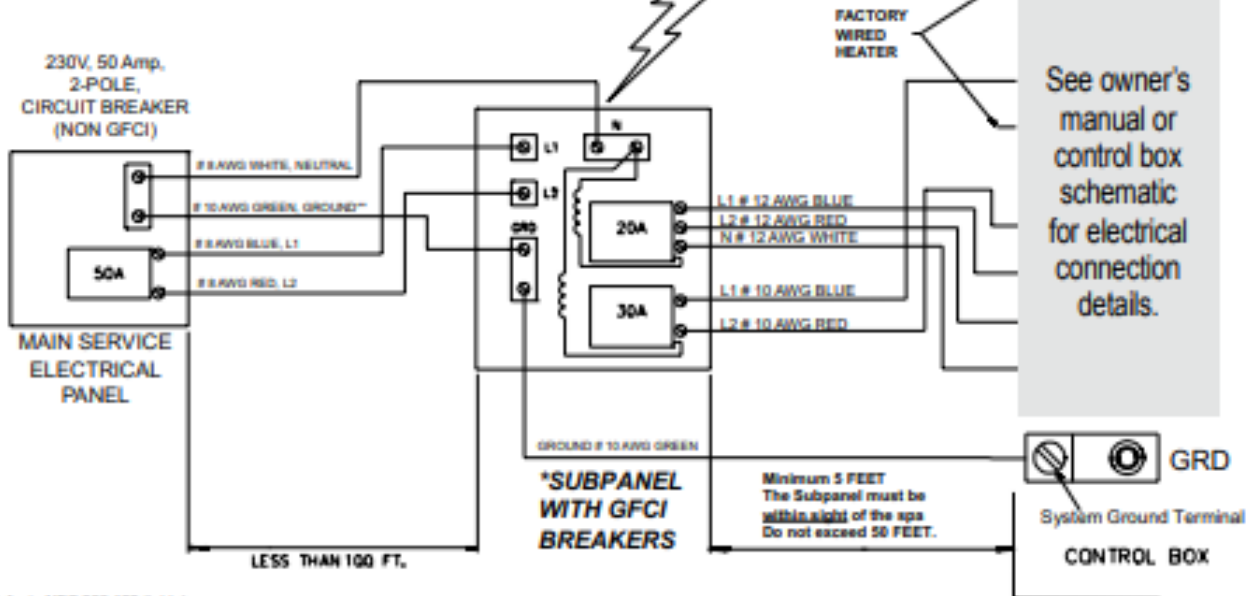 FACTORY
WIRED
HEATER
230V, 50 Amp,
2-POLE,
CIRCUIT BREAKER
(NON GFCI)
See owner's
manual or
control box
schematic
for electrical
connection
details.
N
L1
# 8 AWG WHITE, NEUTRAL
L2
# 10 AWG GREEN, GROUND**
GRD
L1 # 12 AWG BLUE
L2 # 12 AWG RED
20A
N # 12 AWG WHITE
# 8 AWG BLUE, L1
50A
# 8 AWG RED, L2
L1 # 10 AWG BLUE
30A
L2 # 10 AWG RED
MAIN SERVICE
ELECTRICAL
PANEL
GROUND # 10 AWG GREEN
GRD
*SUBPANEL
WITH GFCI
BREAKERS
Minimum 5 FEET
The Subpanel must be
within sight of the spa
Do not exceed 50 FEET.
System Ground Terminal
LESS THAN 100 FT.
CONTROL BOX